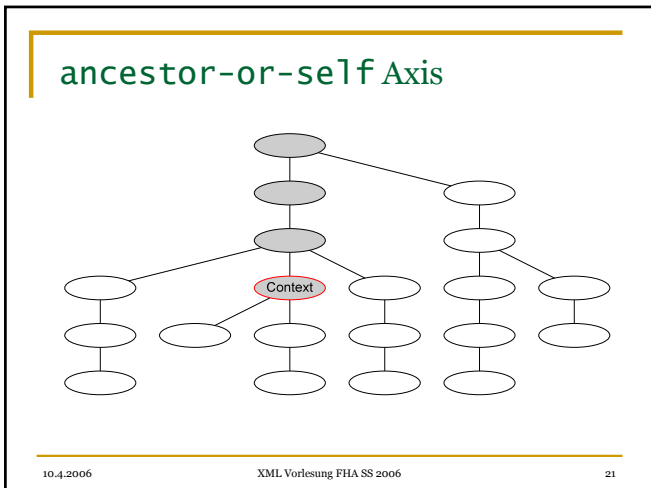 ancestor-or-self Axis
Context
10.4.2006 XML Vorlesung FHA SS 2006 21